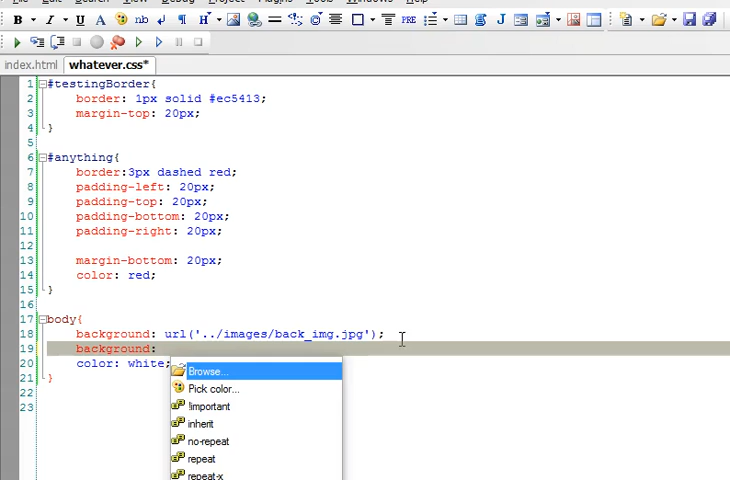 B I U A nb H PRE J
index.html whatever.css*
1 #testingBorder{
2 border: 1px solid #ec5413;
3 margin-top: 20px;
4 }
5
6 #anything{
7 border:3px dashed red;
8 padding-left: 20px;
9 padding-top: 20px;
10 padding-bottom: 20px;
11 padding-right: 20px;
12
13 margin-bottom: 20px;
14 color: red;
15 }
16
17 body{
18 background: url('../images/back_img.jpg');
19 background:
20 color: white;
21 }
22
23
Browse...
Pick color...
!important
inherit
no-repeat
repeat
repeat-x